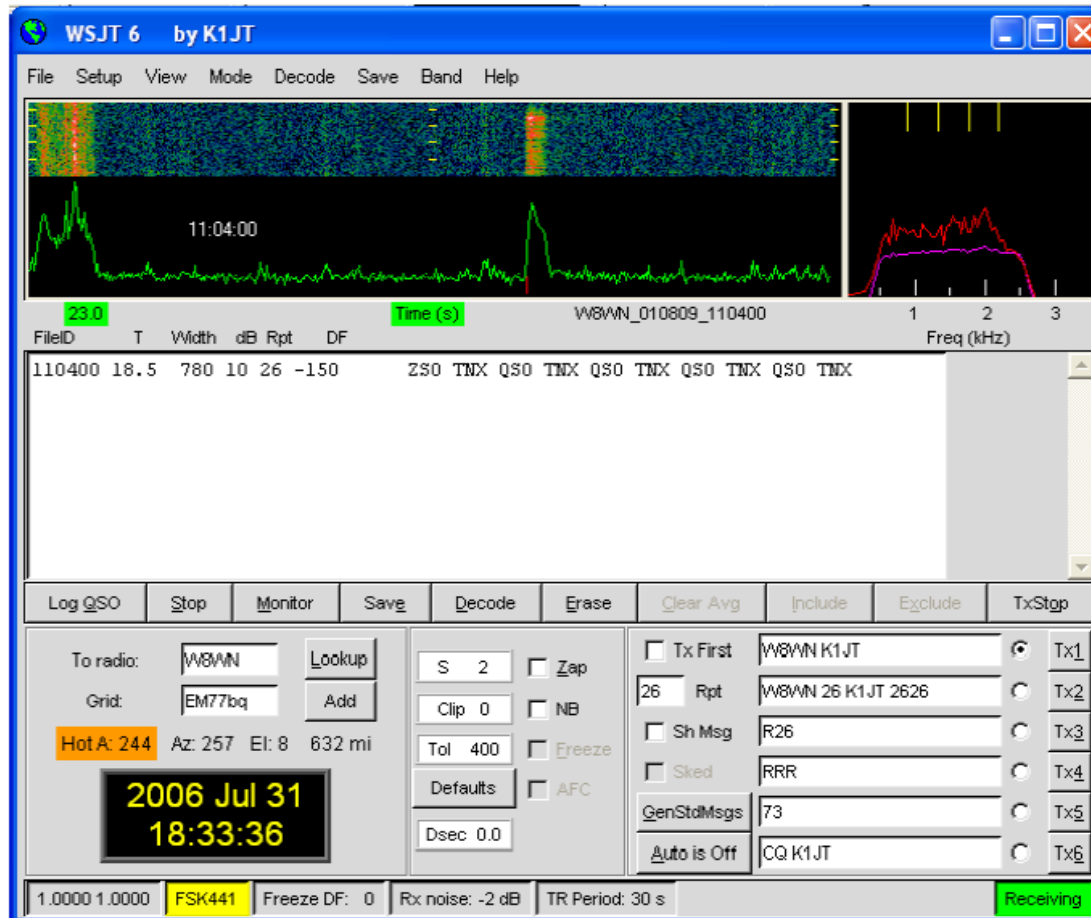 WSJT 6 by K1JT
File Setup View Mode Decode Save Band Help
11:04:00
23.0 Time (s) W8WN_010809_110400 1 2 3
FileID T Width dB Rpt DF Freq (kHz)
110400 18.5 780 10 26 -150 ZSO TNX QSO TNX QSO TNX QSO TNX QSO TNX
Log QSO Stop Monitor Save Decode Erase Clear Avg Include Exclude TxStop
To radio: W8WN Lookup
Grid: EM77bq Add
Hot A: 244 Az: 257 El: 8 632 mi
2006 Jul 31
18:33:36
S 2 Zap
Clip 0 NB
Tol 400 Freeze
Defaults AFC
Dsec 0.0
Tx First W8WN K1JT Tx1
26 Rpt W8WN 26 K1JT 2626 Tx2
Sh Msg R26 Tx3
Sked RRR Tx4
GenStdMsgs 73 Tx5
Auto is Off CQ K1JT Tx6
1.0000 1.0000 FSK441 Freeze DF: 0 Rx noise: -2 dB TR Period: 30 s Receiving